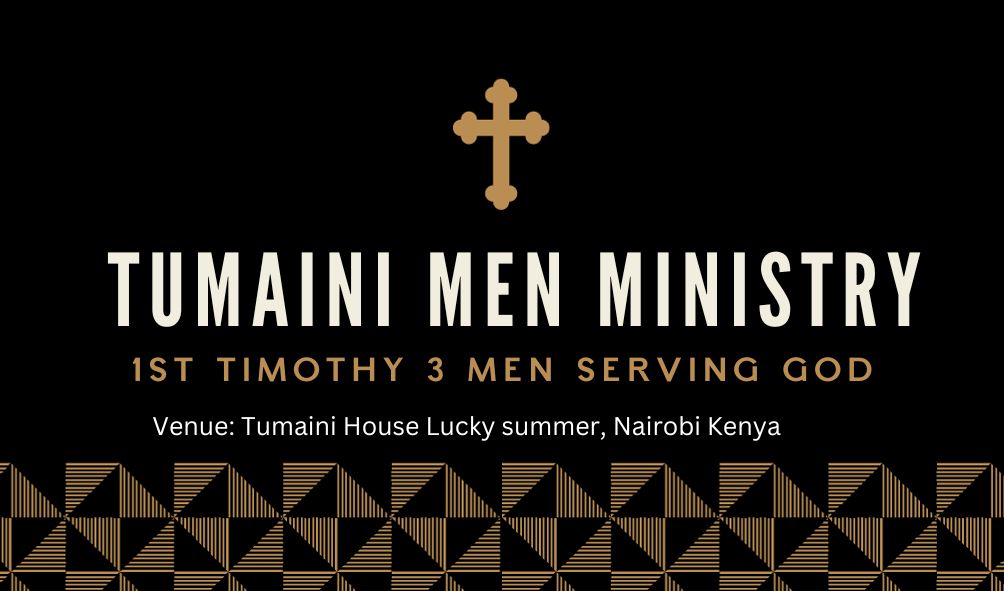 TUMAINI MEN MINISTRY
1ST TIMOTHY 3 MEN SERVING GOD
Venue: Tumaini House Lucky summer, Nairobi Kenya